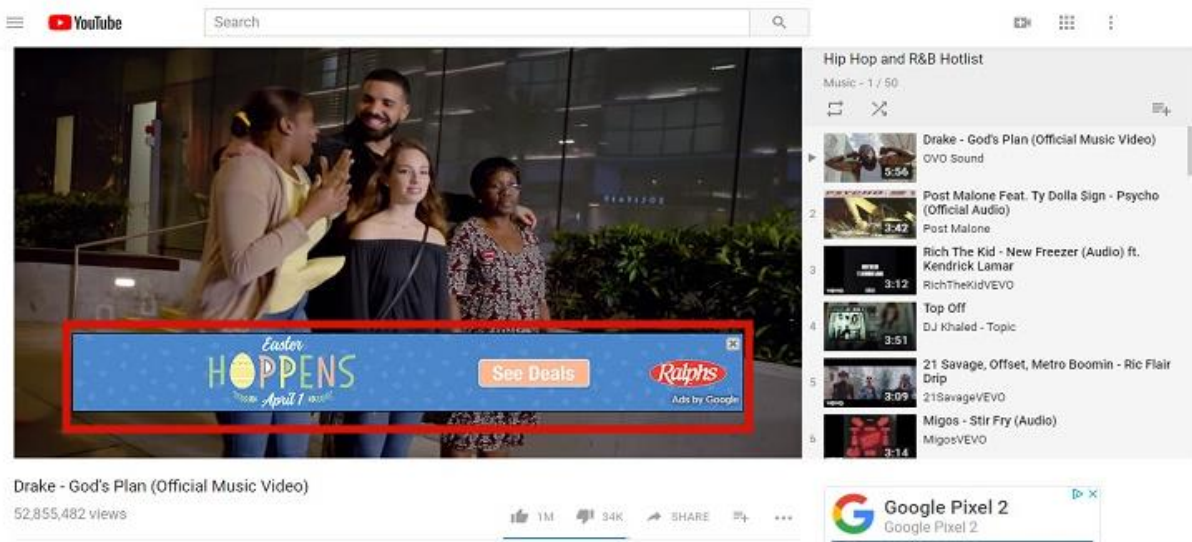 YouTube
Search
Hip Hop and R&B Hotlist
Music - 1 / 50
Drake - God's Plan (Official Music Video)
OVO Sound
5:56
2
Post Malone Feat. Ty Dolla $ign - Psycho
(Official Audio)
Post Malone
3:42
3
Rich The Kid - New Freezer (Audio) ft.
Kendrick Lamar
RichTheKidVEVO
3:12
4
Top Off
DJ Khaled - Topic
3:51
5
21 Savage, Offset, Metro Boomin - Ric Flair
Drip
21SavageVEVO
3:09
6
Migos - Stir Fry (Audio)
MigosVEVO
3:14
Easter
HOPPENS
April 1
See Deals
Ralphs
Ads by Google
Drake - God's Plan (Official Music Video)
52,855,482 views
1M
34K
SHARE
Google Pixel 2
Google Pixel 2